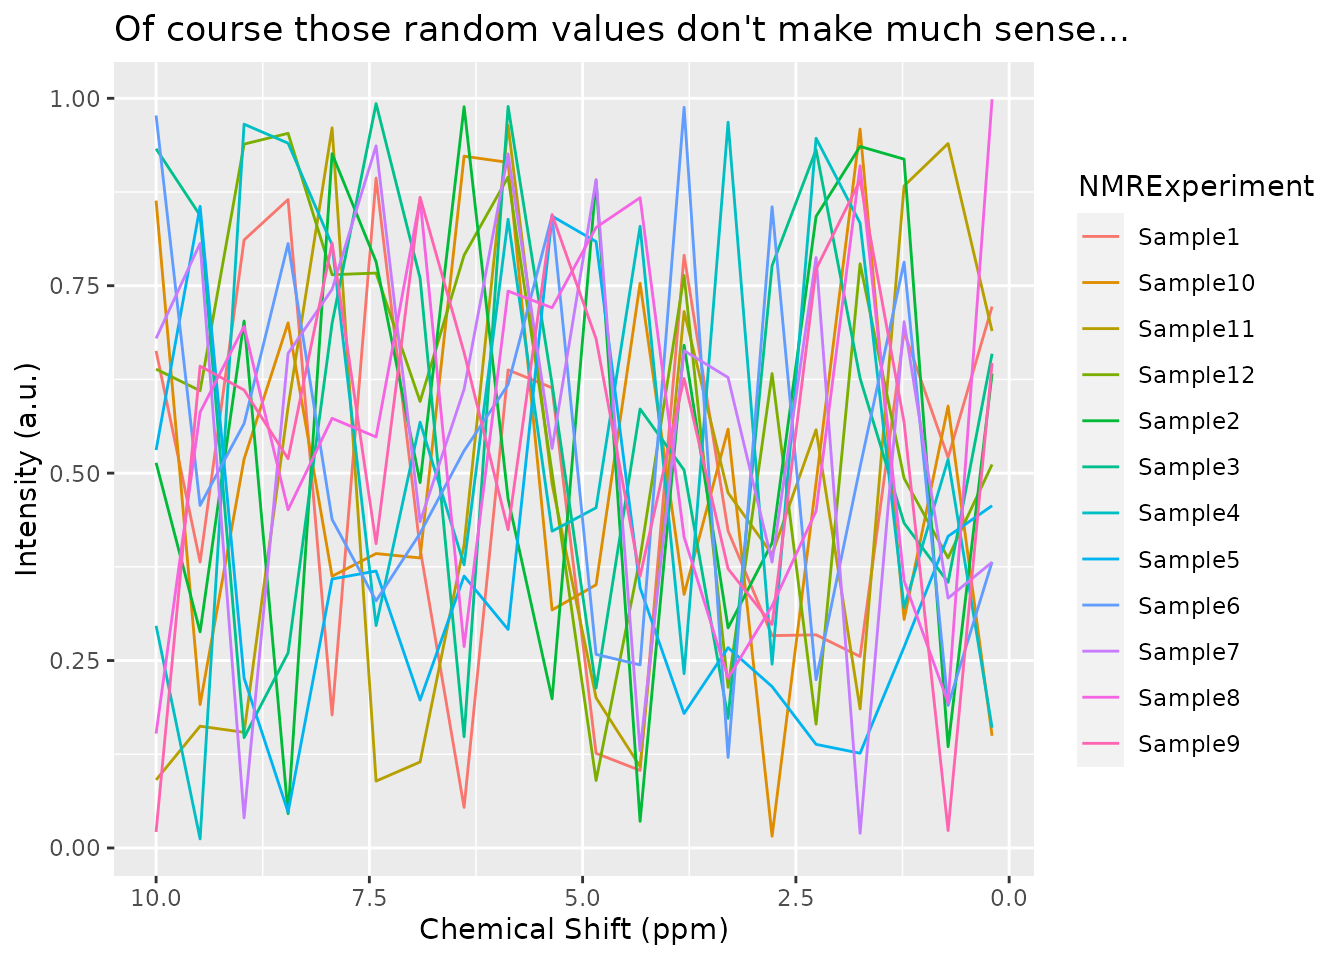 Of course those random values don't make much sense...
Intensity (a.u.)
1.00
0.75
0.50
0.25
0.00
10.0
7.5
5.0
2.5
0.0
Chemical Shift (ppm)
NMRExperiment
Sample1
Sample10
Sample11
Sample12
Sample2
Sample3
Sample4
Sample5
Sample6
Sample7
Sample8
Sample9